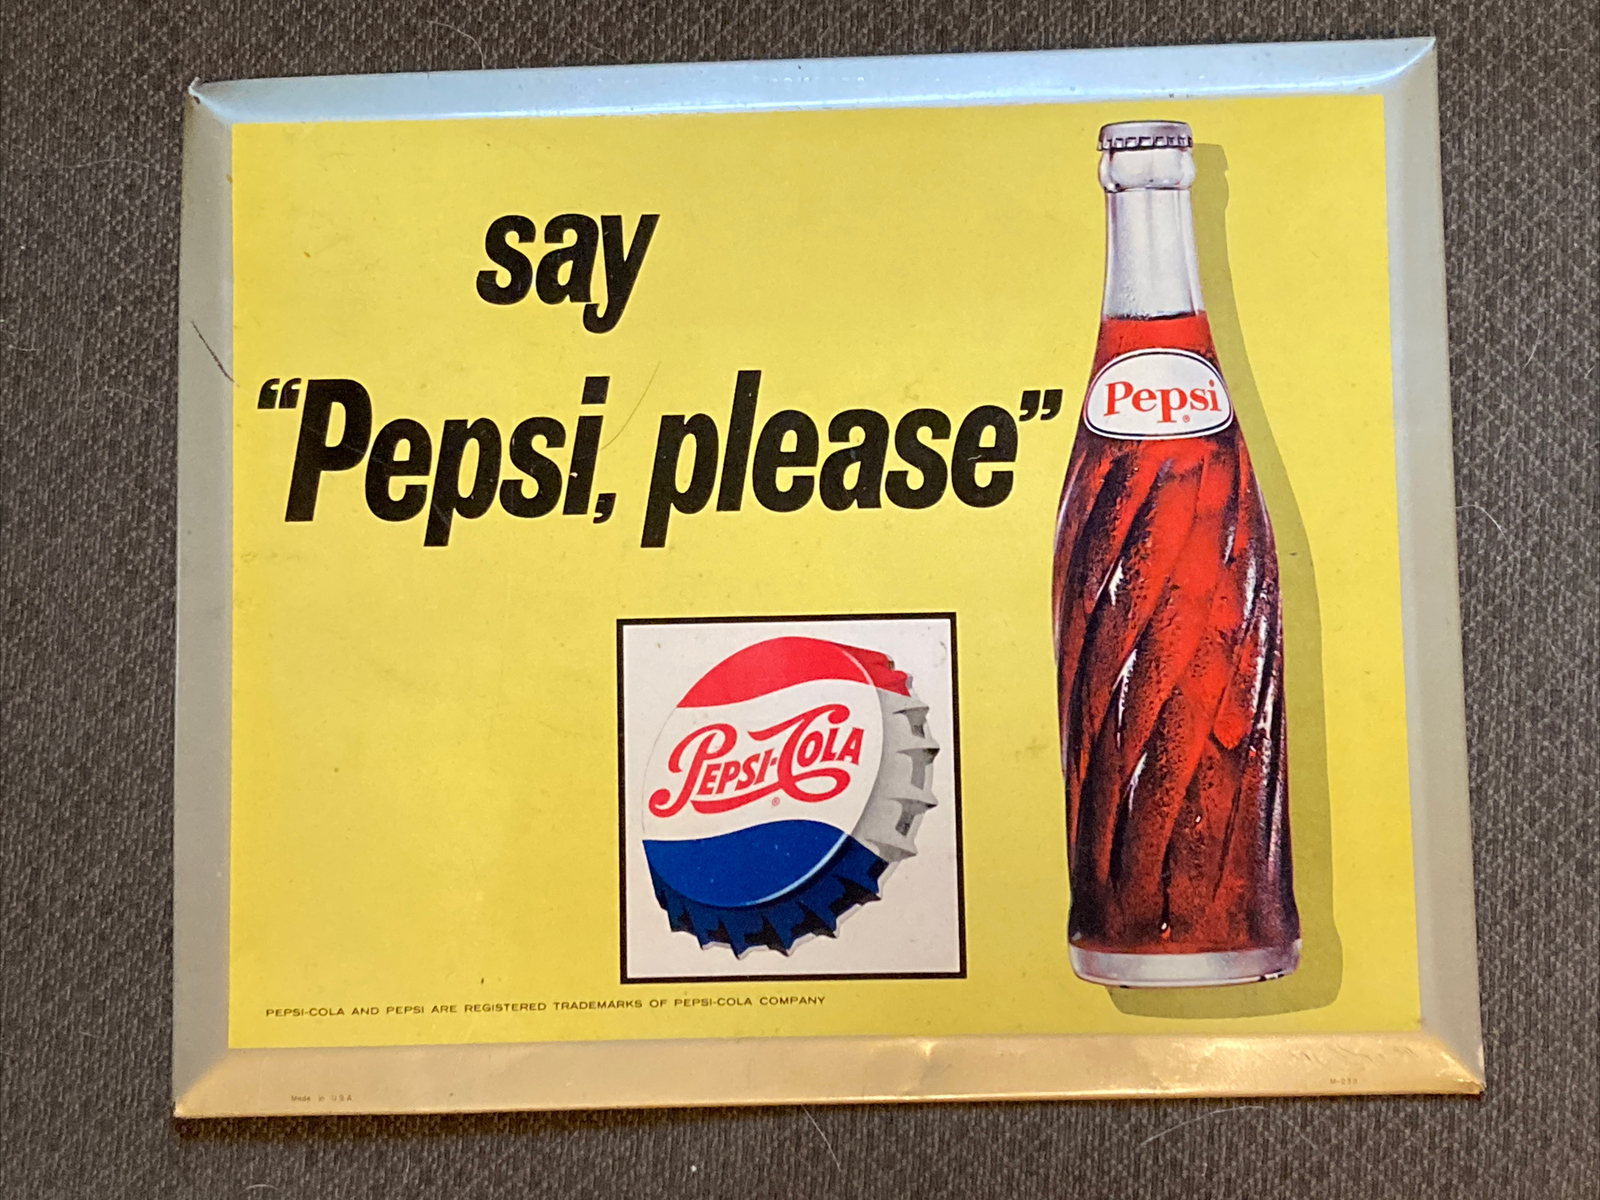 say
“Pepsi, please”
Pepsi
®
PEPSI-COLA
®
PEPSI-COLA AND PEPSI ARE REGISTERED TRADEMARKS OF PEPSI-COLA COMPANY
Made in U S A